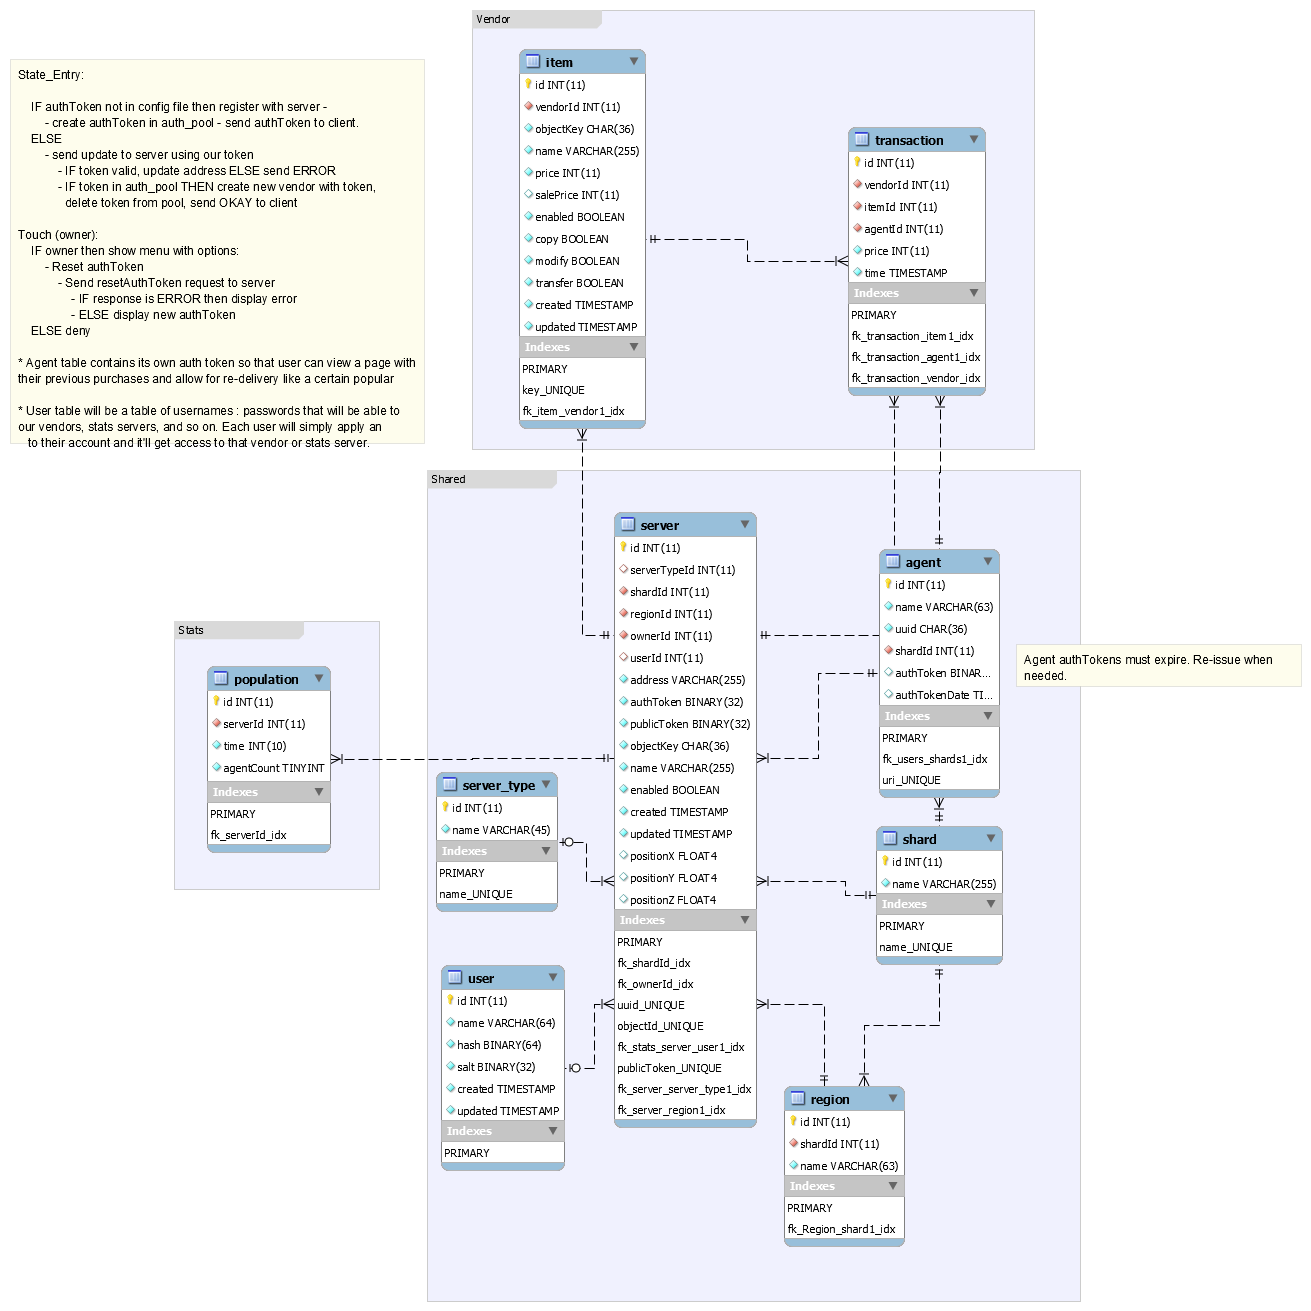 Vendor
item
id INT(11)
vendorId INT(11)
objectKey CHAR(36)
name VARCHAR(255)
price INT(11)
salePrice INT(11)
enabled BOOLEAN
copy BOOLEAN
modify BOOLEAN
transfer BOOLEAN
created TIMESTAMP
updated TIMESTAMP
Indexes
PRIMARY
key_UNIQUE
fk_item_vendor1_idx
transaction
id INT(11)
vendorId INT(11)
itemId INT(11)
agentId INT(11)
price INT(11)
time TIMESTAMP
Indexes
PRIMARY
fk_transaction_item1_idx
fk_transaction_agent1_idx
fk_transaction_vendor_idx
State_Entry:
IF authToken not in config file then register with server -
- create authToken in auth_pool - send authToken to client.
ELSE
- send update to server using our token
- IF token valid, update address ELSE send ERROR
- IF token in auth_pool THEN create new vendor with token,
delete token from pool, send OKAY to client
Touch (owner):
IF owner then show menu with options:
- Reset authToken
- Send resetAuthToken request to server
- IF response is ERROR then display error
- ELSE display new authToken
ELSE deny
* Agent table contains its own auth token so that user can view a page with
their previous purchases and allow for re-delivery like a certain popular
* User table will be a table of usernames : passwords that will be able to
our vendors, stats servers, and so on. Each user will simply apply an
to their account and it'll get access to that vendor or stats server.
Shared
server
id INT(11)
serverTypeId INT(11)
shardId INT(11)
regionId INT(11)
ownerId INT(11)
userId INT(11)
address VARCHAR(255)
authToken BINARY(32)
publicToken BINARY(32)
objectKey CHAR(36)
name VARCHAR(255)
enabled BOOLEAN
created TIMESTAMP
updated TIMESTAMP
positionX FLOAT4
positionY FLOAT4
positionZ FLOAT4
Indexes
PRIMARY
fk_shardId_idx
fk_ownerId_idx
uuid_UNIQUE
objectId_UNIQUE
fk_stats_server_user1_idx
publicToken_UNIQUE
fk_server_server_type1_idx
fk_server_region1_idx
agent
id INT(11)
name VARCHAR(63)
uuid CHAR(36)
shardId INT(11)
authToken BINAR...
authTokenDate TI...
Indexes
PRIMARY
fk_users_shards1_idx
uri_UNIQUE
Agent authTokens must expire. Re-issue when
needed.
Stats
population
id INT(11)
serverId INT(11)
time INT(10)
agentCount TINYINT
Indexes
PRIMARY
fk_serverId_idx
server_type
id INT(11)
name VARCHAR(45)
Indexes
PRIMARY
name_UNIQUE
shard
id INT(11)
name VARCHAR(255)
Indexes
PRIMARY
name_UNIQUE
user
id INT(11)
name VARCHAR(64)
hash BINARY(64)
salt BINARY(32)
created TIMESTAMP
updated TIMESTAMP
Indexes
PRIMARY
region
id INT(11)
shardId INT(11)
name VARCHAR(63)
Indexes
PRIMARY
fk_Region_shard1_idx